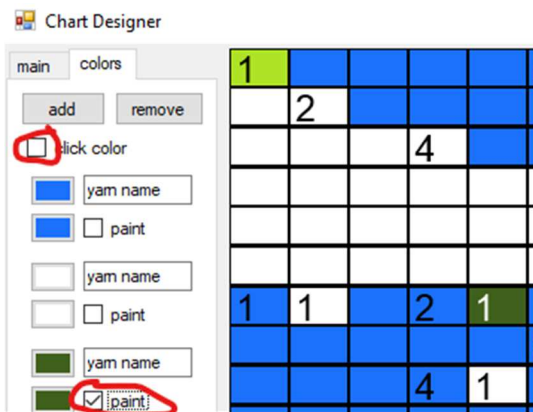 Chart Designer
main colors
add remove
click color
yarn name
paint
yarn name
paint
yarn name
paint
1
2
4
1 1 2 1
4 1